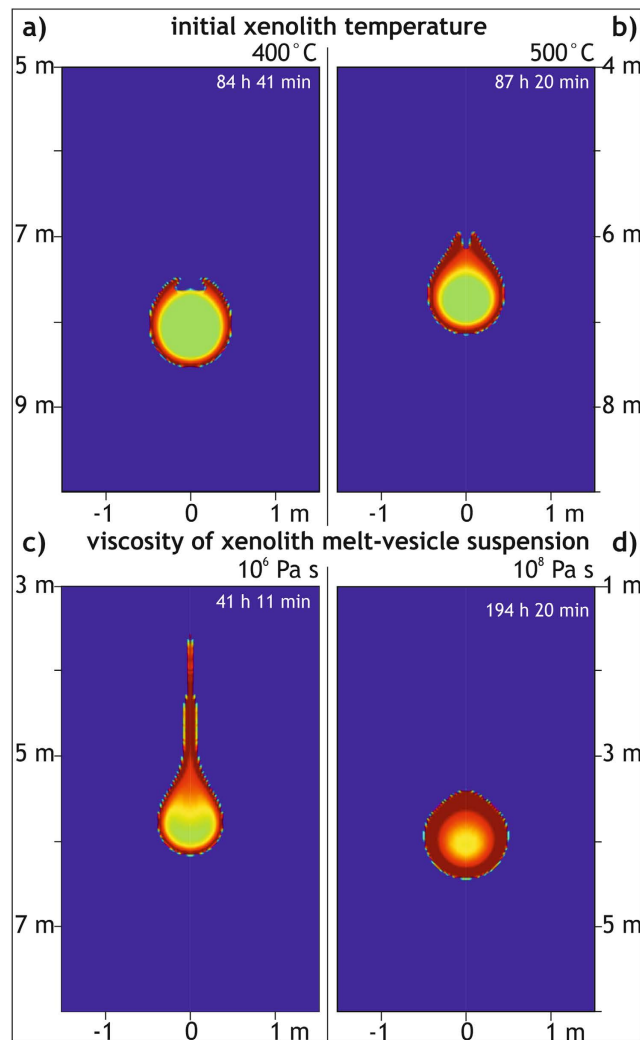 a) initial xenolith temperature b)
400°C 500°C
5 m 84 h 41 min 87 h 20 min 4 m
7 m 6 m
9 m 8 m
-1 0 1 m -1 0 1 m
c) viscosity of xenolith melt-vesicle suspension d)
10⁶ Pa s 10⁸ Pa s
3 m 41 h 11 min 194 h 20 min 1 m
5 m 3 m
7 m 5 m
-1 0 1 m -1 0 1 m